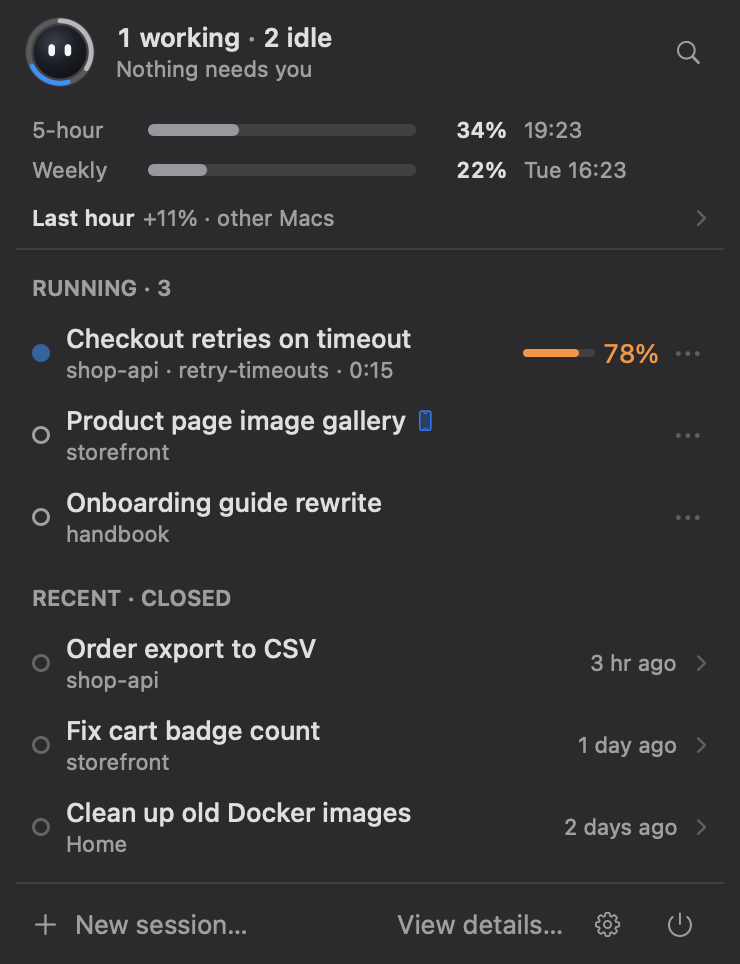 1 working · 2 idle
Nothing needs you
5-hour 34% 19:23
Weekly 22% Tue 16:23
Last hour +11% · other Macs
RUNNING · 3
Checkout retries on timeout
shop-api · retry-timeouts · 0:15
78%
Product page image gallery
storefront
Onboarding guide rewrite
handbook
RECENT · CLOSED
Order export to CSV
shop-api
3 hr ago
Fix cart badge count
storefront
1 day ago
Clean up old Docker images
Home
2 days ago
New session...
View details...